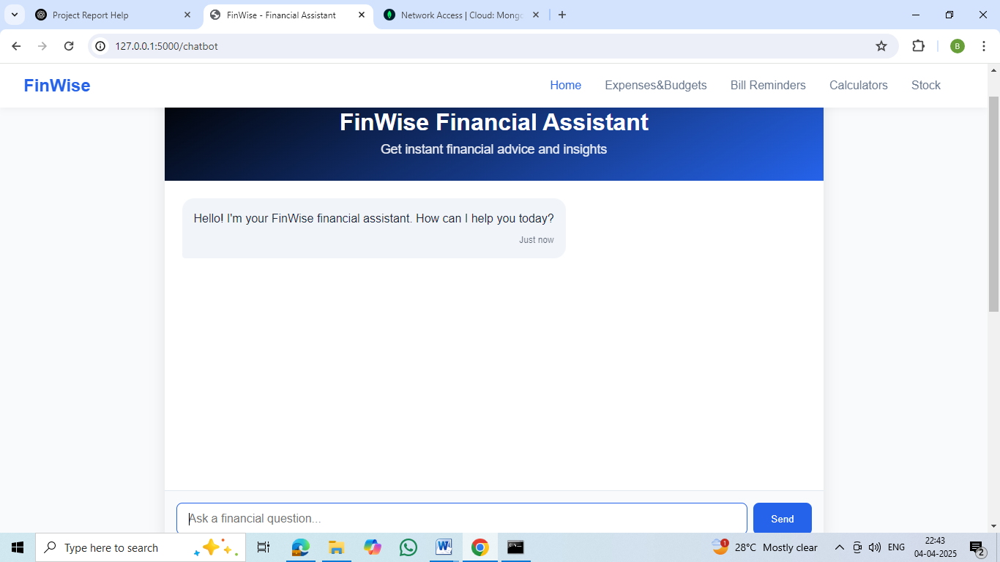 Project Report Help
FinWise - Financial Assistant
Network Access | Cloud: Mong
127.0.0.1:5000/chatbot
B
FinWise
Home Expenses&Budgets Bill Reminders Calculators Stock
FinWise Financial Assistant
Get instant financial advice and insights
Hello! I'm your FinWise financial assistant. How can I help you today?
Just now
Ask a financial question...
Send
Type here to search
1
28°C Mostly clear
ENG
22:43
04-04-2025
2